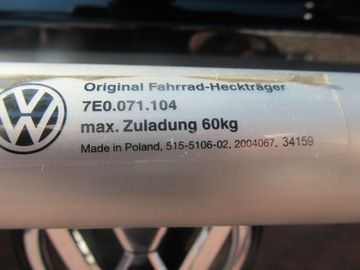 Original Fahrrad-Heckträger
7E0.071.104
max. Zuladung 60kg
Made in Poland, 515-5106-02, 2004067, 34159